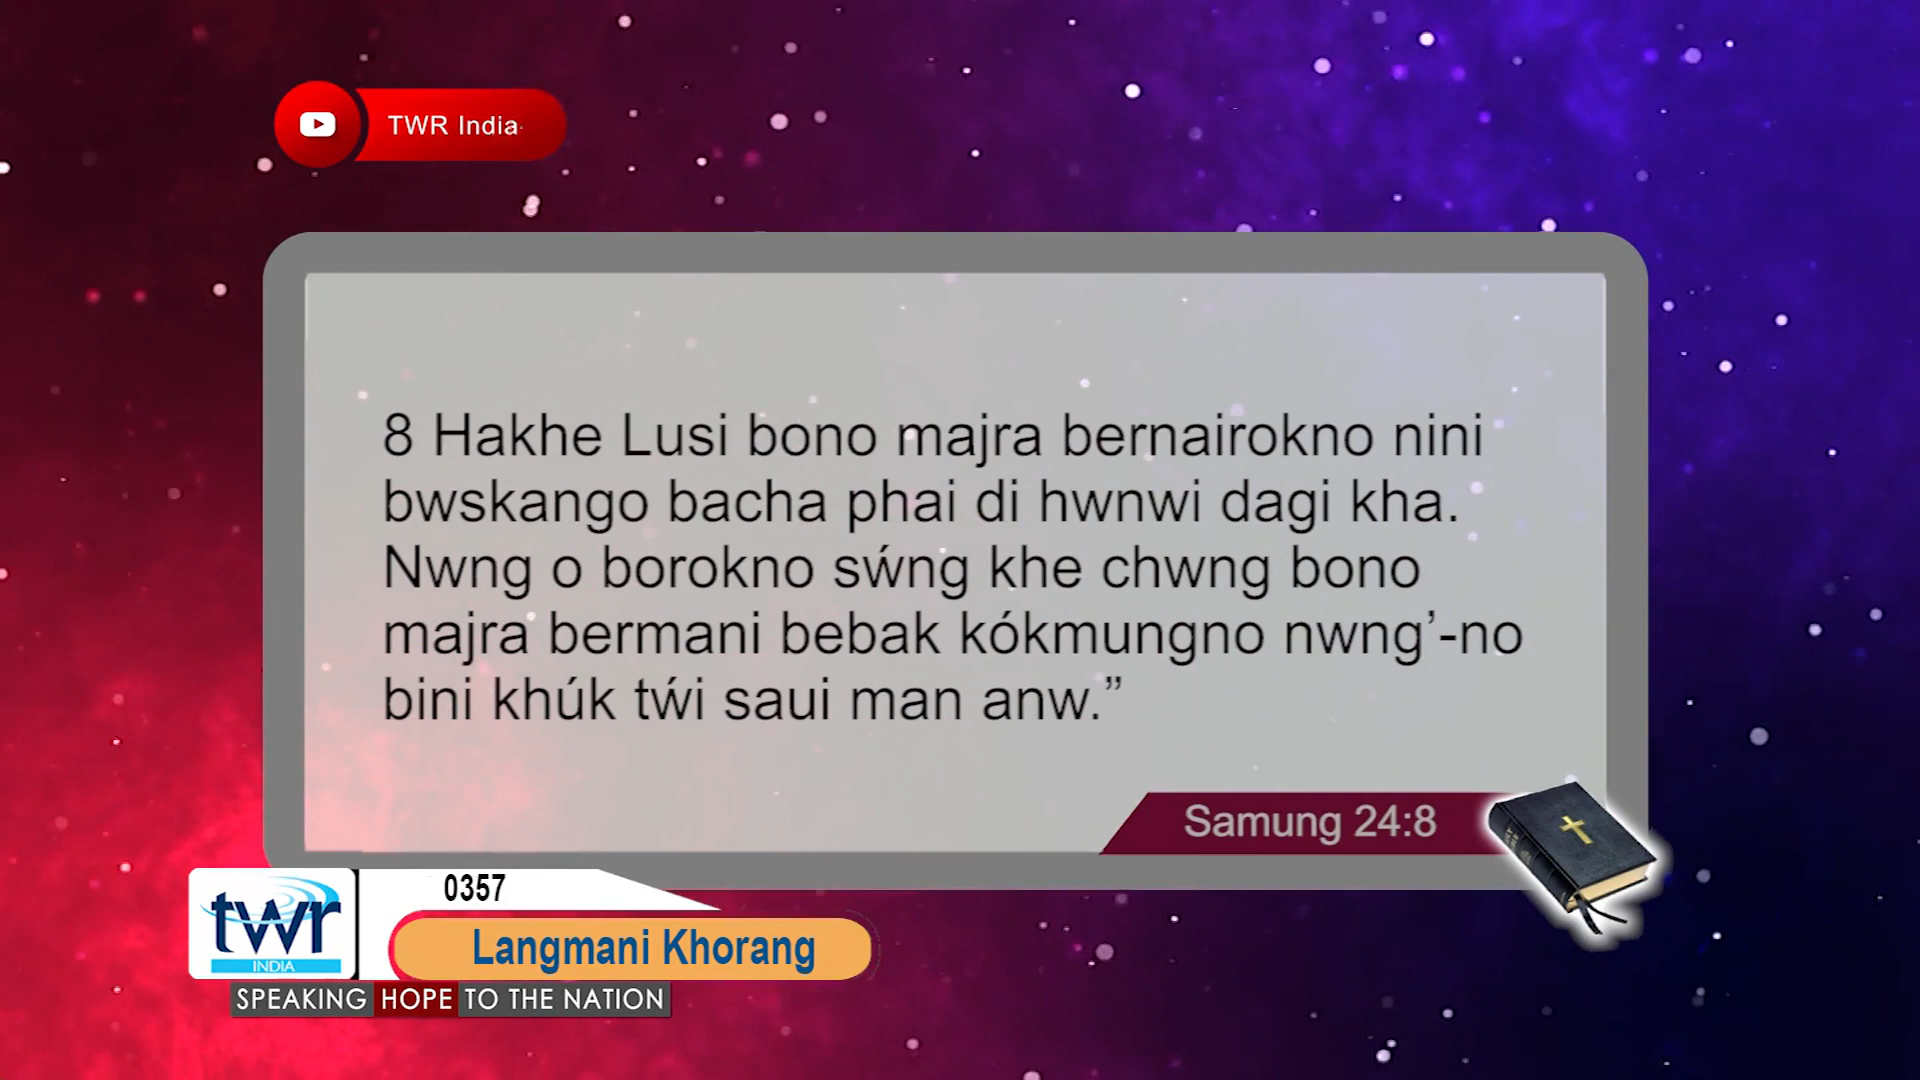 TWR India
8 Hakhe Lusi bono majra bernairokno nini
bwskango bacha phai di hwnwi dagi kha.
Nwng o borokno sẃng khe chwng bono
majra bermani bebak kókmungno nwng’-no
bini khúk tẃi saui man anw.”
Samung 24:8
0357
twr
INDIA
Langmani Khorang
SPEAKING HOPE TO THE NATION